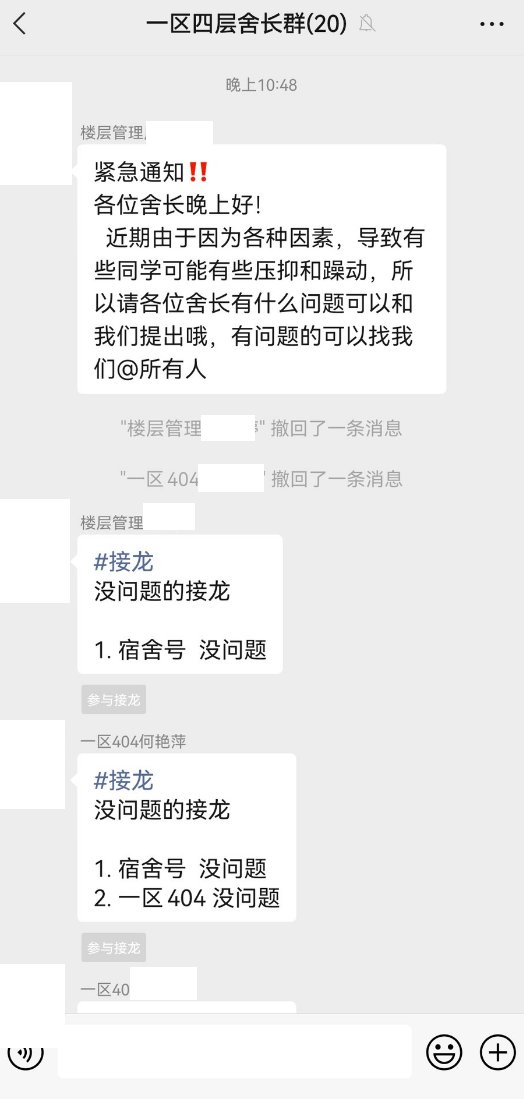 一区四层舍长群(20)
晚上10:48
楼层管理
紧急通知‼️
各位舍长晚上好！
近期由于因为各种因素，导致有
些同学可能有些压抑和躁动，所
以请各位舍长有什么问题可以和
我们提出哦，有问题的可以找我
们@所有人
"楼层管理 " 撤回了一条消息
"一区404 " 撤回了一条消息
楼层管理
#接龙
没问题的接龙
1. 宿舍号 没问题
参与接龙
一区404何艳萍
#接龙
没问题的接龙
1. 宿舍号 没问题
2. 一区404 没问题
参与接龙
一区40